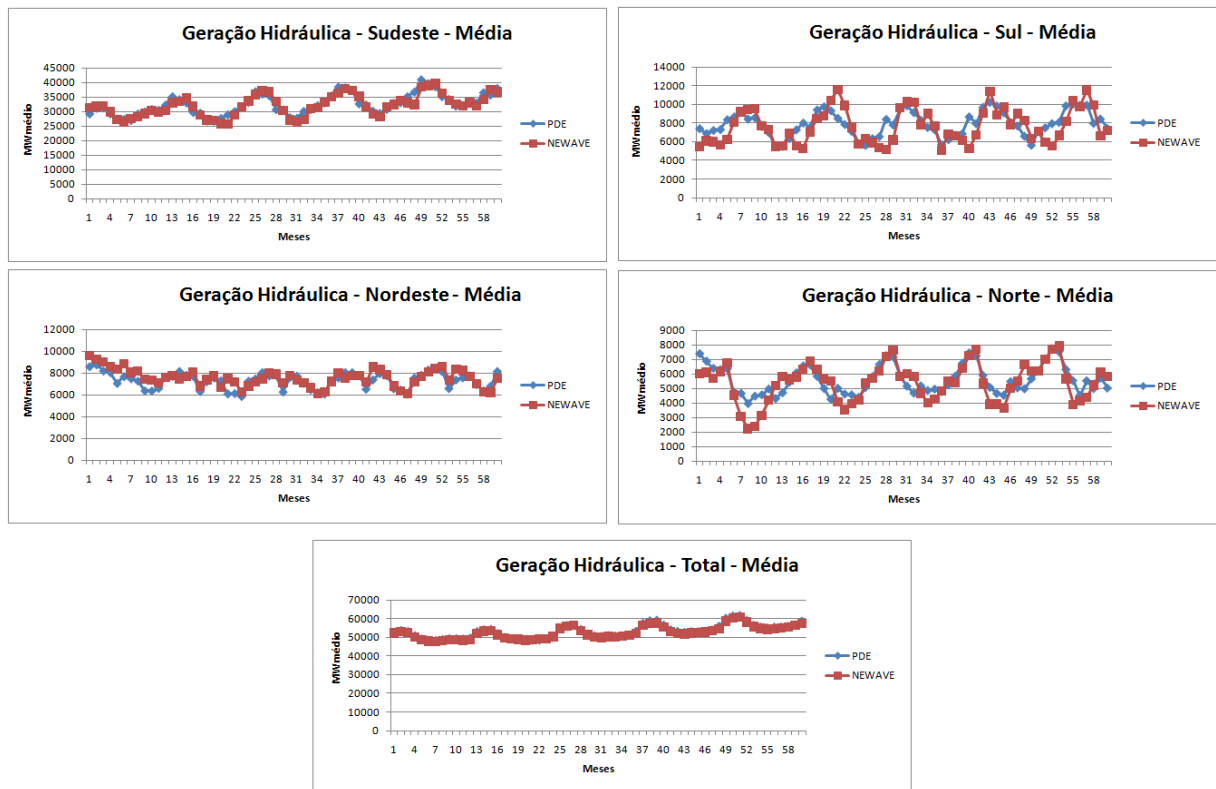 Geração Hidráulica - Sudeste - Média
45000
40000
35000
30000
25000
20000
15000
10000
5000
0
MWmédio
1 4 7 10 13 16 19 22 25 28 31 34 37 40 43 46 49 52 55 58
Meses
PDE
NEWAVE
Geração Hidráulica - Sul - Média
14000
12000
10000
8000
6000
4000
2000
0
MWmédio
1 4 7 10 13 16 19 22 25 28 31 34 37 40 43 46 49 52 55 58
Meses
PDE
NEWAVE
Geração Hidráulica - Nordeste - Média
12000
10000
8000
6000
4000
2000
0
MWmédio
1 4 7 10 13 16 19 22 25 28 31 34 37 40 43 46 49 52 55 58
Meses
PDE
NEWAVE
Geração Hidráulica - Norte - Média
9000
8000
7000
6000
5000
4000
3000
2000
1000
0
MWmédio
1 4 7 10 13 16 19 22 25 28 31 34 37 40 43 46 49 52 55 58
Meses
PDE
NEWAVE
Geração Hidráulica - Total - Média
70000
60000
50000
40000
30000
20000
10000
0
MWmédio
1 4 7 10 13 16 19 22 25 28 31 34 37 40 43 46 49 52 55 58
Meses
PDE
NEWAVE